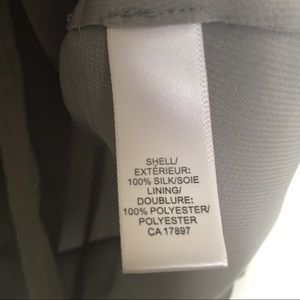 SHELL/
EXTÉRIEUR:
100% SILK/SOIE
LINING/
DOUBLURE:
100% POLYESTER/
POLYESTER
CA 17897